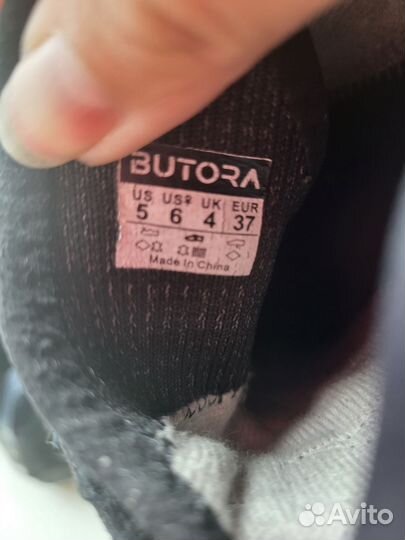 BUTORA
US US♀ UK EUR
5 6 4 37
Made In China
Avito